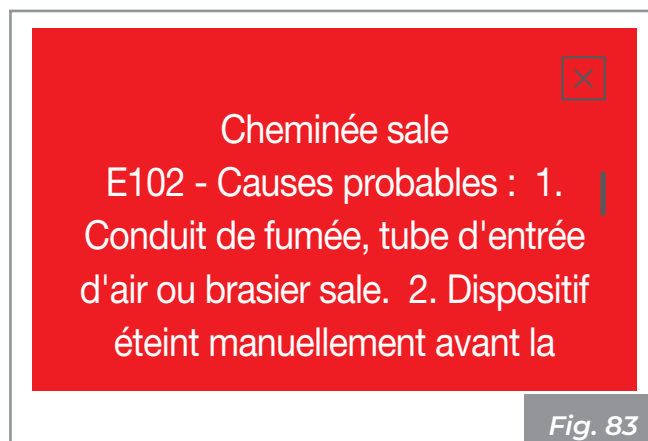 Cheminée sale
E102 - Causes probables : 1.
Conduit de fumée, tube d'entrée
d'air ou brasier sale. 2. Dispositif
éteint manuellement avant la
Fig. 83